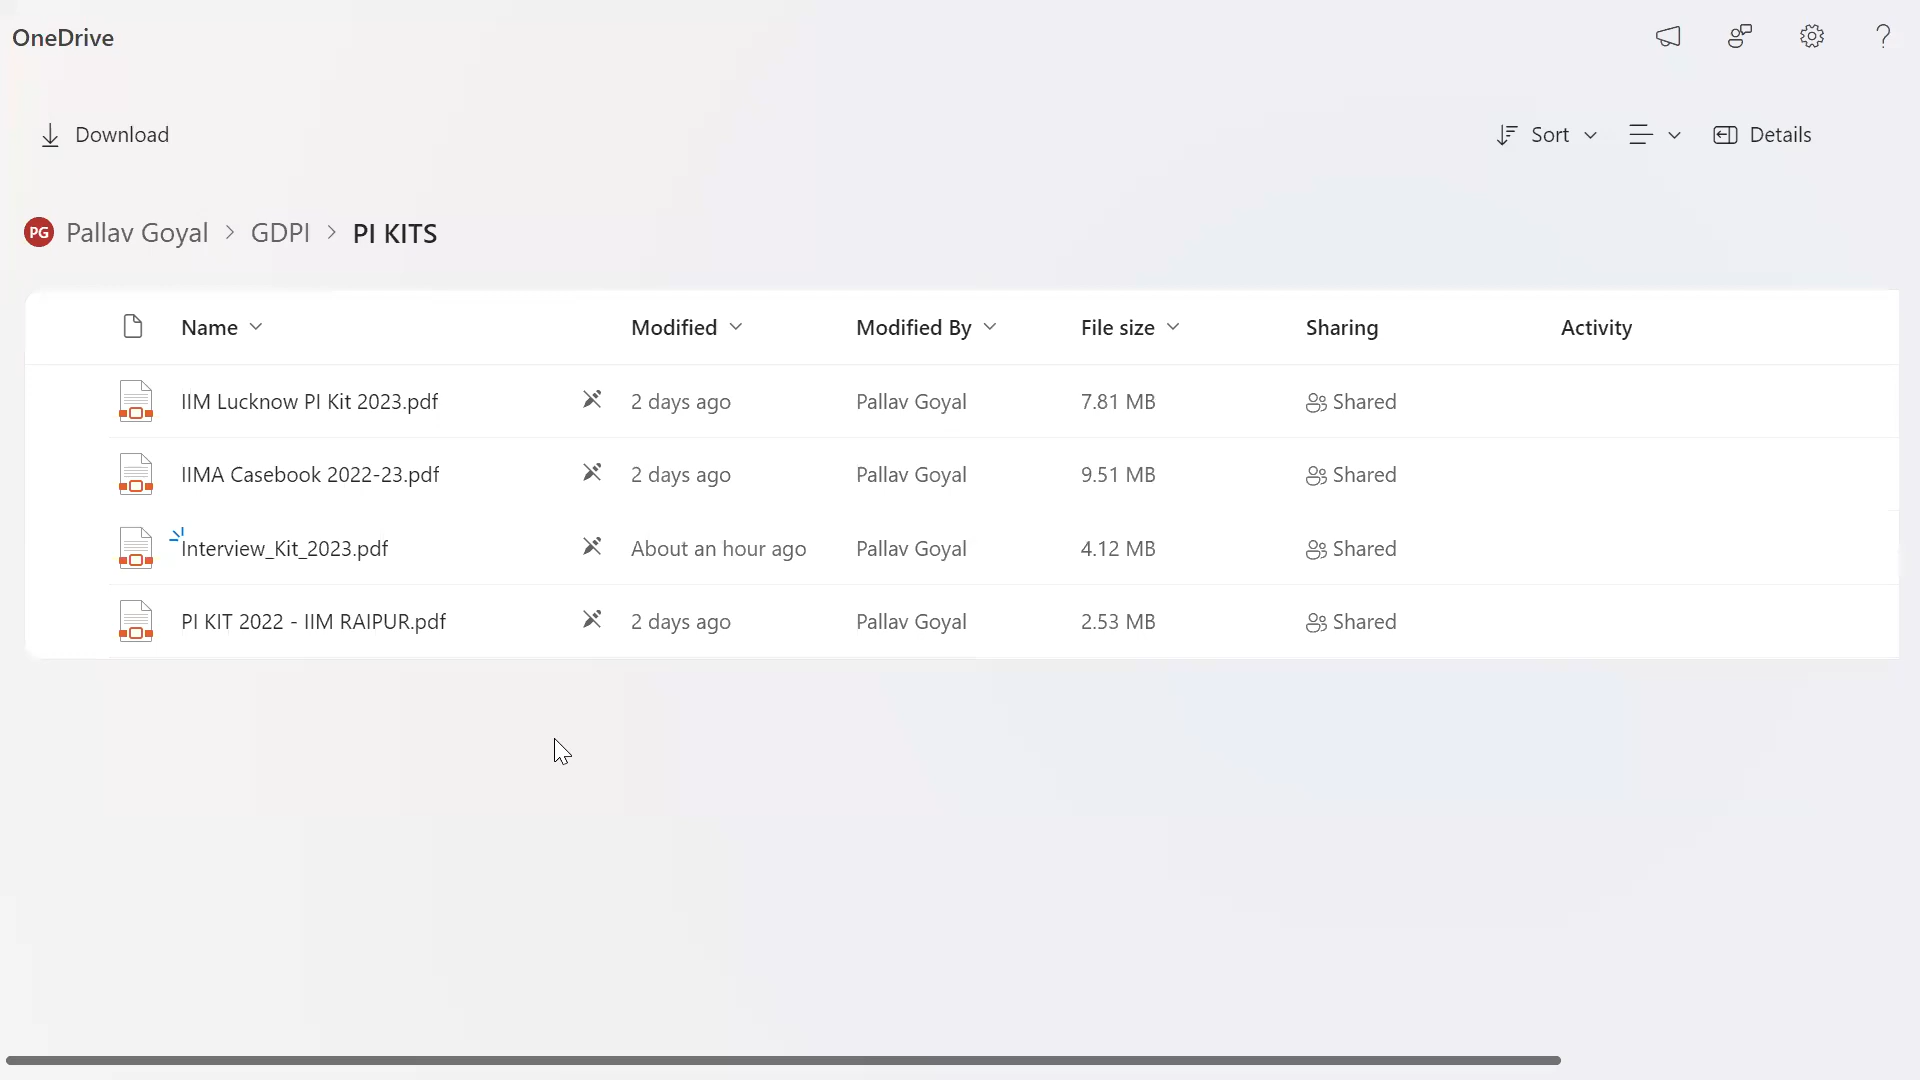 OneDrive
Download
Sort
Details
PG Pallav Goyal > GDPI > PI KITS
Name Modified Modified By File size Sharing Activity
IIM Lucknow PI Kit 2023.pdf 2 days ago Pallav Goyal 7.81 MB Shared
IIMA Casebook 2022-23.pdf 2 days ago Pallav Goyal 9.51 MB Shared
Interview_Kit_2023.pdf About an hour ago Pallav Goyal 4.12 MB Shared
PI KIT 2022 - IIM RAIPUR.pdf 2 days ago Pallav Goyal 2.53 MB Shared